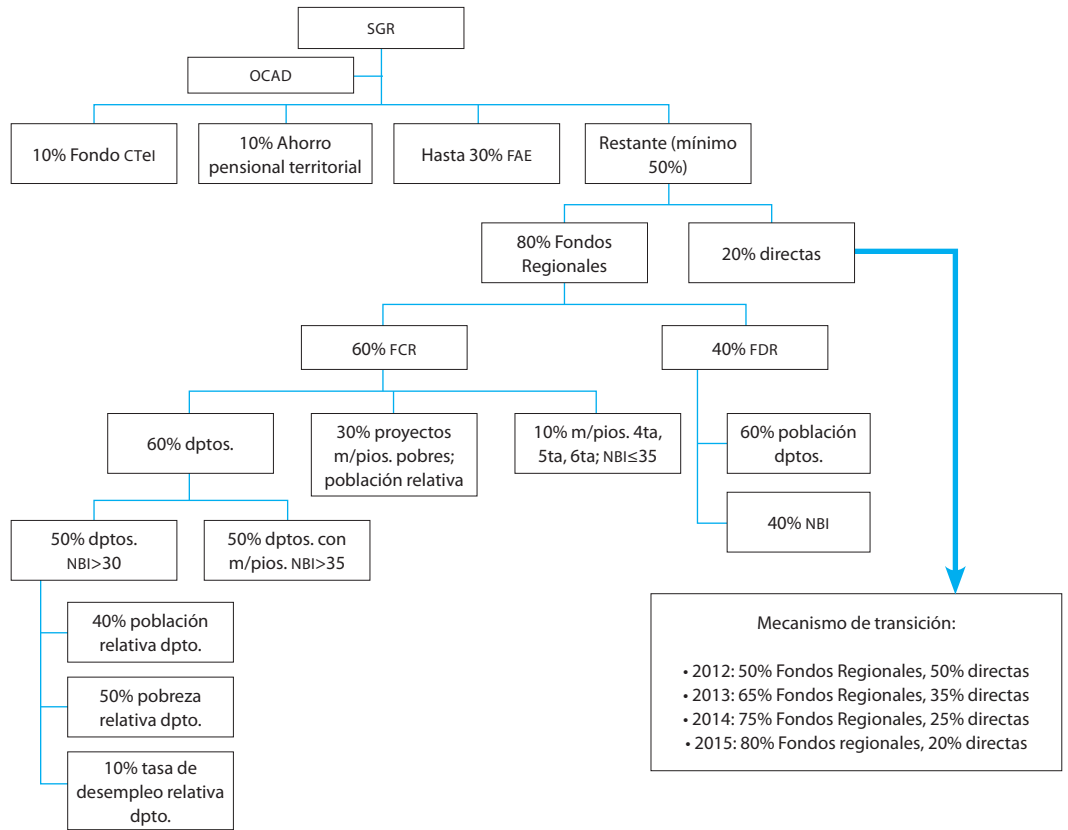 SGR
OCAD
10% Fondo CTeI
10% Ahorro
pensional territorial
Hasta 30% FAE
Restante (mínimo
50%)
80% Fondos
Regionales
20% directas
60% FCR
40% FDR
60% dptos.
30% proyectos
m/pios. pobres;
población relativa
10% m/pios. 4ta,
5ta, 6ta; NBI≤35
60% población
dptos.
40% NBI
50% dptos.
NBI>30
50% dptos. con
m/pios. NBI>35
40% población
relativa dpto.
50% pobreza
relativa dpto.
10% tasa de
desempleo relativa
dpto.
Mecanismo de transición:
• 2012: 50% Fondos Regionales, 50% directas
• 2013: 65% Fondos Regionales, 35% directas
• 2014: 75% Fondos Regionales, 25% directas
• 2015: 80% Fondos regionales, 20% directas